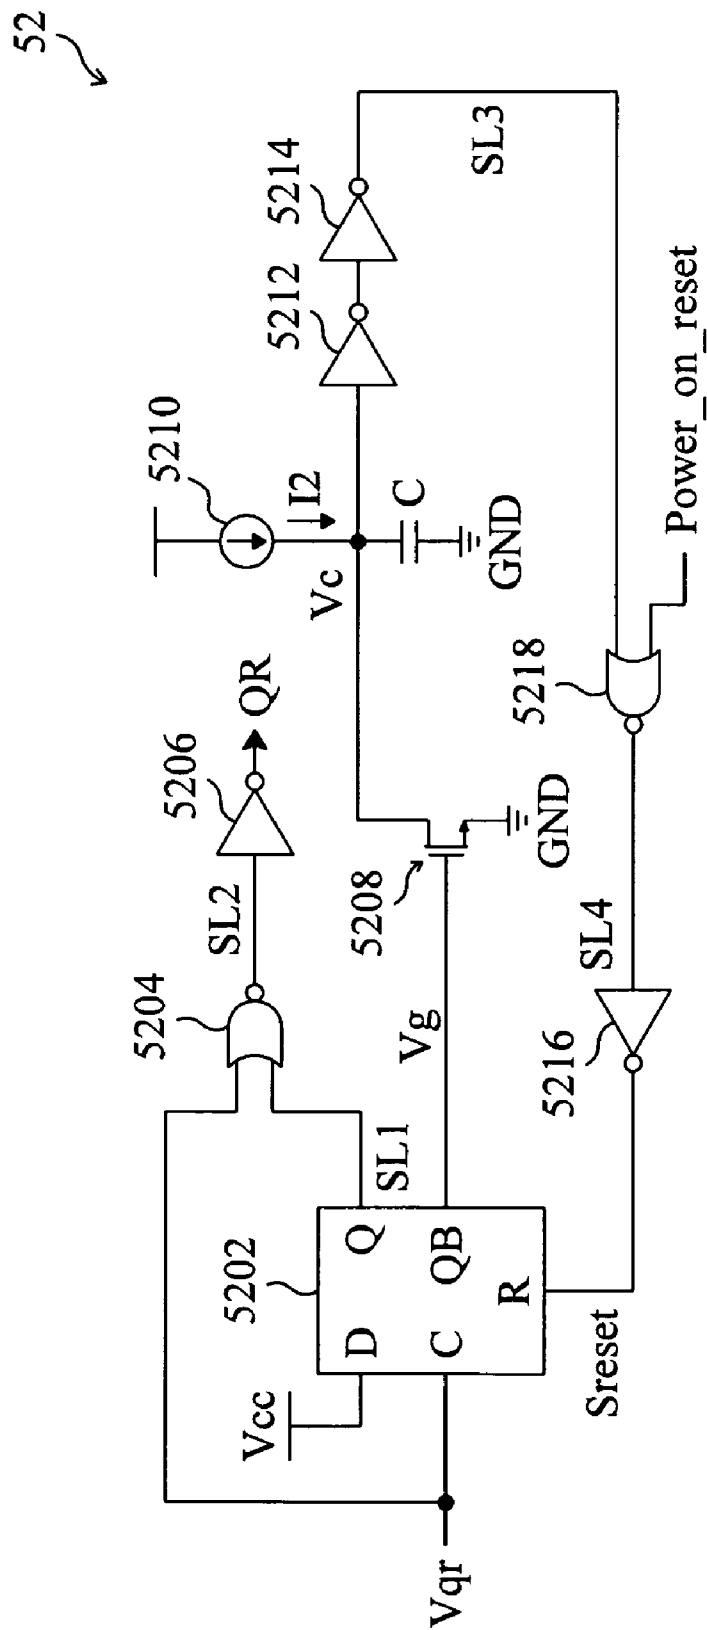 52
5210
I2
Vc
C
GND
5212
5214
SL3
QR
5206
SL2
5204
5208
GND
Vg
SL1
5202
Vcc
D
Q
C
QB
R
Vqr
Sreset
5216
SL4
5218
Power_on_reset